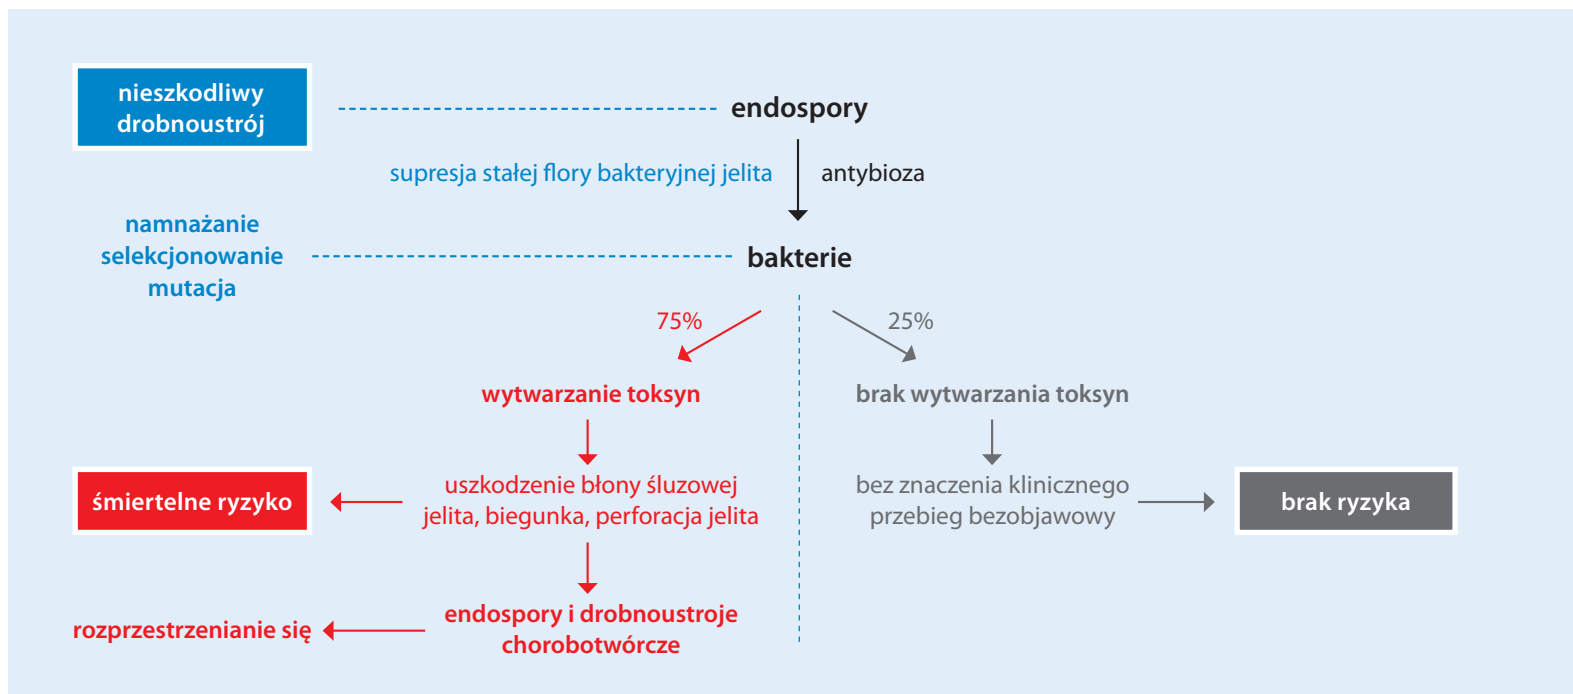 nieszkodliwy
drobnoustrój
endospory
supresja stałej flory bakteryjnej jelita
antybioza
namnażanie
selekcjonowanie
mutacja
bakterie
75%
25%
wytwarzanie toksyn
brak wytwarzania toksyn
śmiertelne ryzyko
uszkodzenie błony śluzowej
jelita, biegunka, perforacja jelita
bez znaczenia klinicznego
przebieg bezobjawowy
brak ryzyka
rozprzestrzenianie się
endospory i drobnoustroje
chorobotwórcze